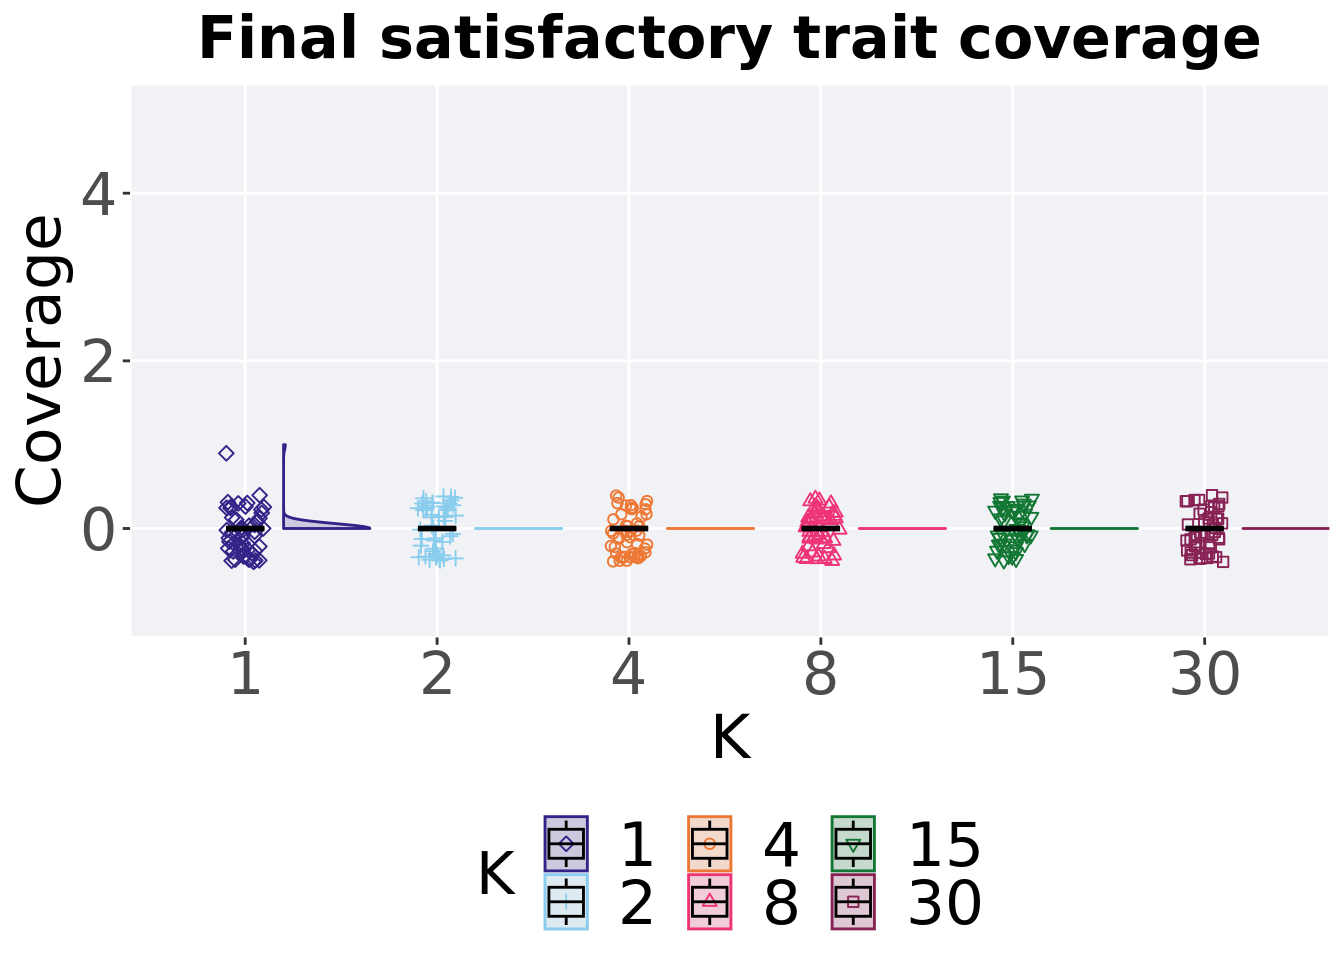 Final satisfactory trait coverage
Coverage
4
2
0
1 2 4 8 15 30
K
K
1 4 15
2 8 30